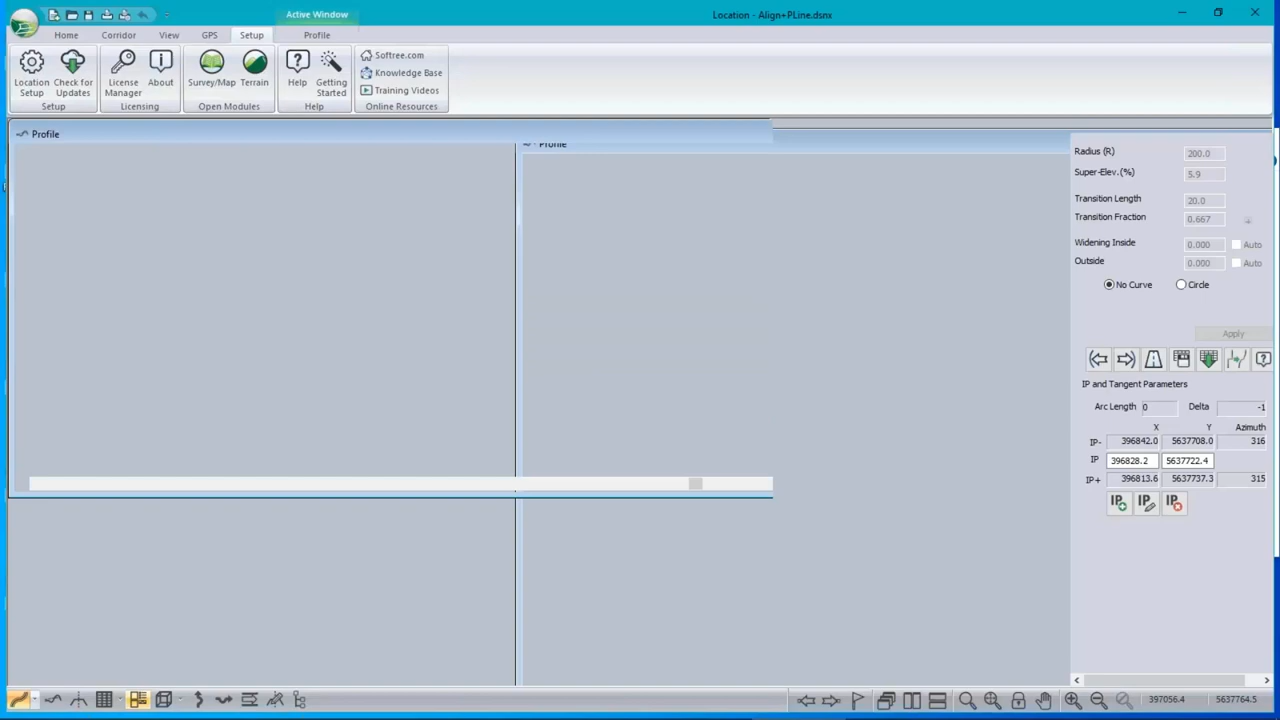 Active Window
Location - Align+PLine.dsnx
Home Corridor View GPS Setup Profile
Location Setup
Check for Updates
Setup
License Manager
About
Licensing
Survey/Map
Terrain
Open Modules
Help
Getting Started
Help
Softree.com
Knowledge Base
Training Videos
Online Resources
Profile
Profile
Radius (R) 200.0
Super-Elev.(%) 5.9
Transition Length 20.0
Transition Fraction 0.667
Widening Inside 0.000 Auto
Outside 0.000 Auto
No Curve Circle
Apply
IP and Tangent Parameters
Arc Length 0 Delta -1
X Y Azimuth
IP- 396842.0 5637708.0 316
IP 396828.2 5637722.4
IP+ 396813.6 5637737.3 315
IP IP IP
397056.4 5637764.5